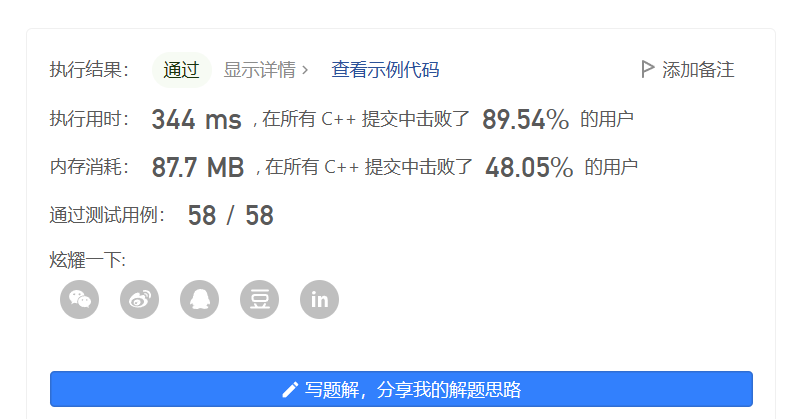 执行结果： 通过 显示详情 › 查看示例代码 添加备注
执行用时： 344 ms , 在所有 C++ 提交中击败了 89.54% 的用户
内存消耗： 87.7 MB , 在所有 C++ 提交中击败了 48.05% 的用户
通过测试用例： 58 / 58
炫耀一下:
豆 in
写题解，分享我的解题思路